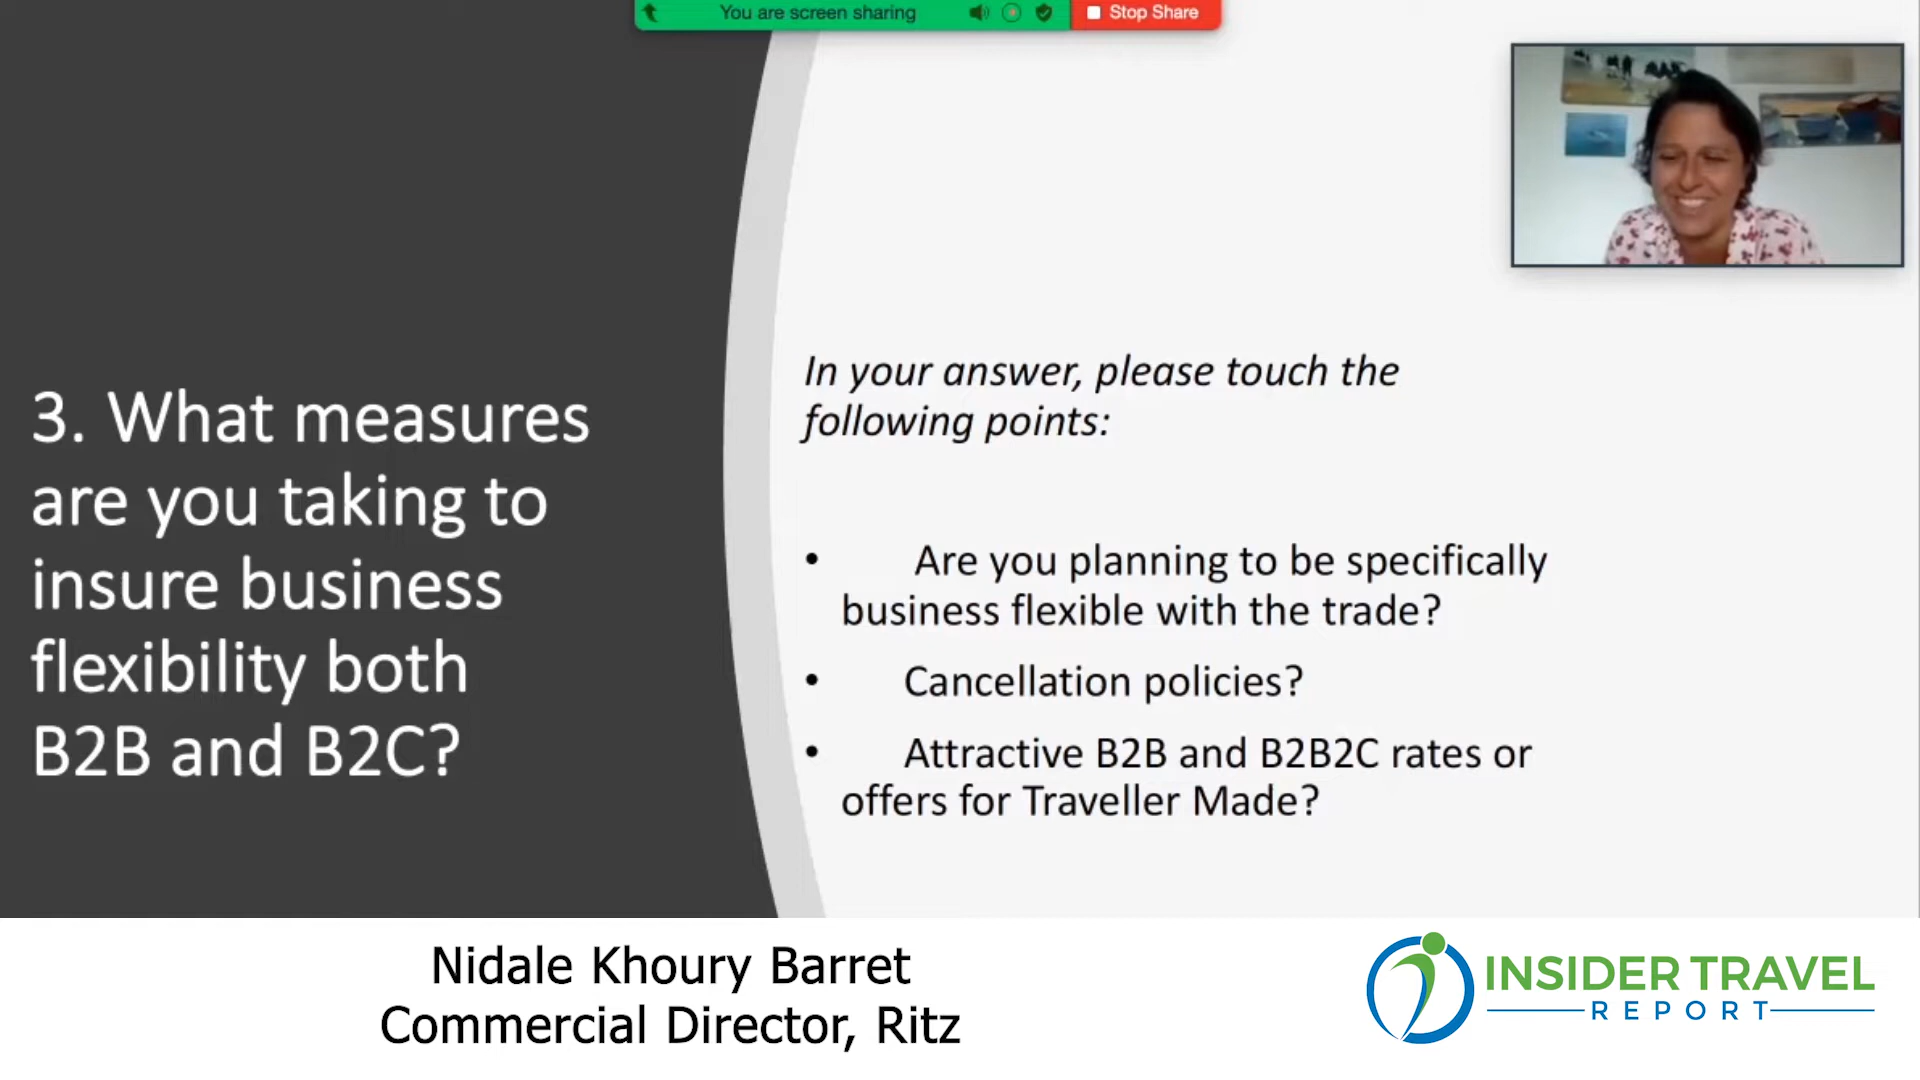 You are screen sharing
Stop Share
3. What measures
are you taking to
insure business
flexibility both
B2B and B2C?
In your answer, please touch the
following points:
• Are you planning to be specifically
business flexible with the trade?
• Cancellation policies?
• Attractive B2B and B2B2C rates or
offers for Traveller Made?
Nidale Khoury Barret
Commercial Director, Ritz
INSIDER TRAVEL
REPORT